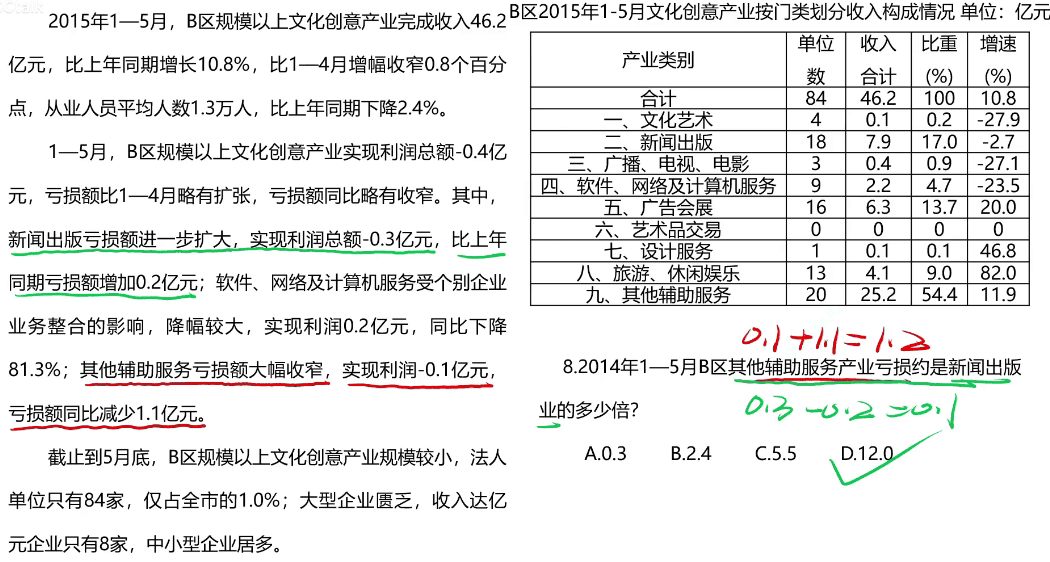 2015年1—5月，B区规模以上文化创意产业完成收入46.2
亿元，比上年同期增长10.8%，比1—4月增幅收窄0.8个百分
点，从业人员平均人数1.3万人，比上年同期下降2.4%。
1—5月，B区规模以上文化创意产业实现利润总额-0.4亿
元，亏损额比1—4月略有扩张，亏损额同比略有收窄。其中，
新闻出版亏损额进一步扩大，实现利润总额-0.3亿元，比上年
同期亏损额增加0.2亿元；软件、网络及计算机服务受个别企业
业务整合的影响，降幅较大，实现利润0.2亿元，同比下降
81.3%；其他辅助服务亏损额大幅收窄，实现利润-0.1亿元，
亏损额同比减少1.1亿元。
截止到5月底，B区规模以上文化创意产业规模较小，法人
单位只有84家，仅占全市的1.0%；大型企业匮乏，收入达亿
元企业只有8家，中小型企业居多。
B区2015年1-5月文化创意产业按门类划分收入构成情况 单位：亿元
产业类别 单位数 收入合计 比重(%) 增速(%)
合计 84 46.2 100 10.8
一、文化艺术 4 0.1 0.2 -27.9
二、新闻出版 18 7.9 17.0 -2.7
三、广播、电视、电影 3 0.4 0.9 -27.1
四、软件、网络及计算机服务 9 2.2 4.7 -23.5
五、广告会展 16 6.3 13.7 20.0
六、艺术品交易 0 0 0 0
七、设计服务 1 0.1 0.1 46.8
八、旅游、休闲娱乐 13 4.1 9.0 82.0
九、其他辅助服务 20 25.2 54.4 11.9
0.1+1.1=1.2
8.2014年1—5月B区其他辅助服务产业亏损约是新闻出版
业的多少倍？
0.3-0.2=0.1
A.0.3 B.2.4 C.5.5 D.12.0